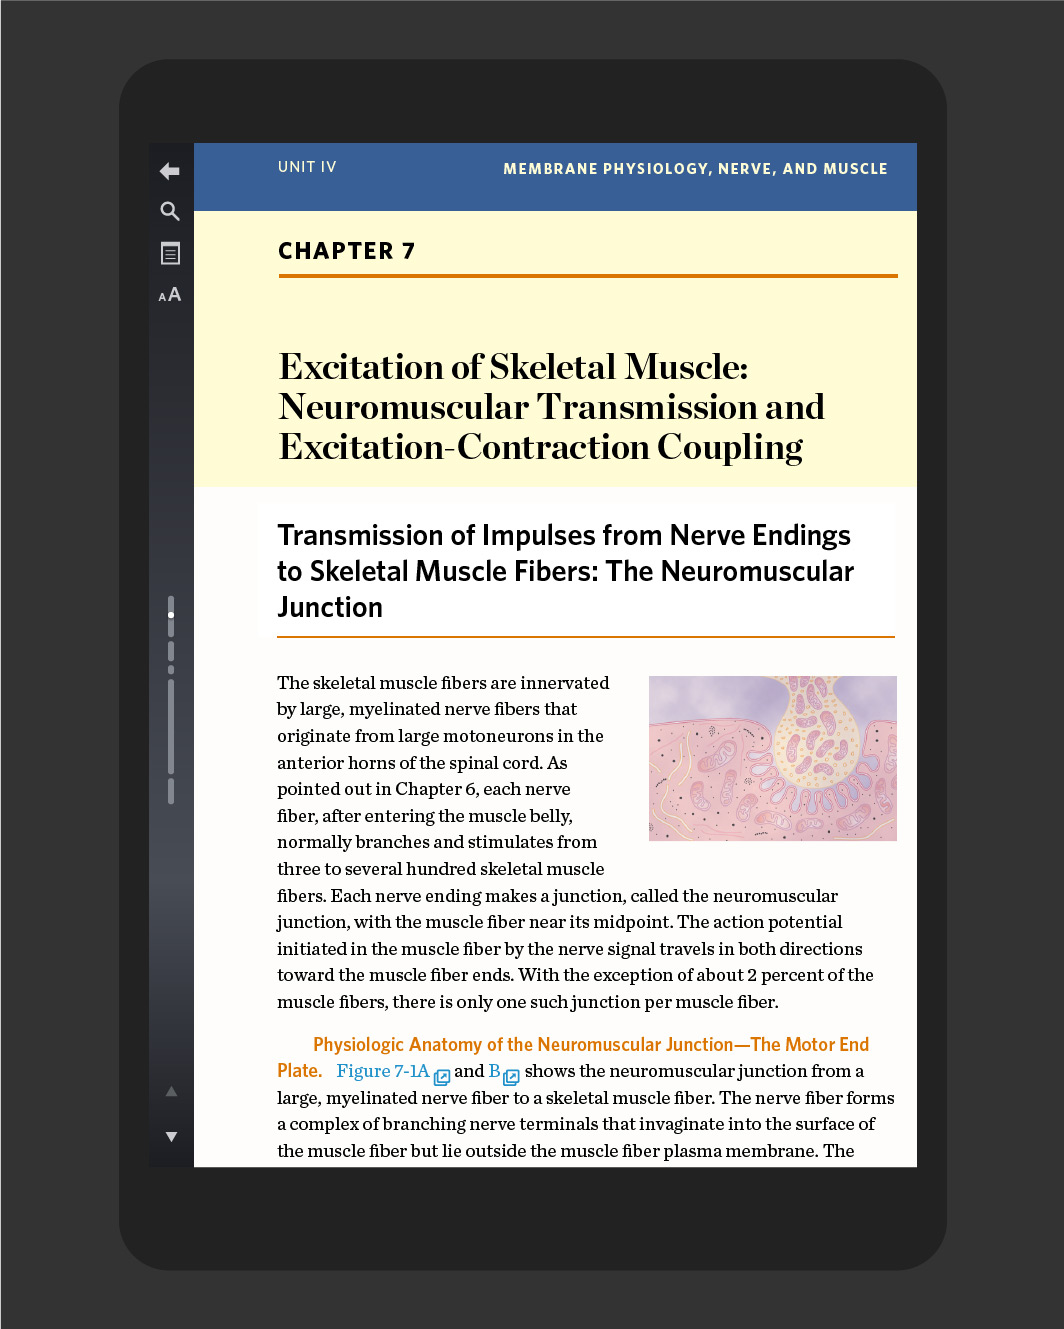 UNIT IV
MEMBRANE PHYSIOLOGY, NERVE, AND MUSCLE
AA
CHAPTER 7
Excitation of Skeletal Muscle:
Neuromuscular Transmission and
Excitation-Contraction Coupling
Transmission of Impulses from Nerve Endings
to Skeletal Muscle Fibers: The Neuromuscular
Junction
The skeletal muscle fibers are innervated
by large, myelinated nerve fibers that
originate from large motoneurons in the
anterior horns of the spinal cord. As
pointed out in Chapter 6, each nerve
fiber, after entering the muscle belly,
normally branches and stimulates from
three to several hundred skeletal muscle
fibers. Each nerve ending makes a junction, called the neuromuscular
junction, with the muscle fiber near its midpoint. The action potential
initiated in the muscle fiber by the nerve signal travels in both directions
toward the muscle fiber ends. With the exception of about 2 percent of the
muscle fibers, there is only one such junction per muscle fiber.
Physiologic Anatomy of the Neuromuscular Junction—The Motor End
Plate. Figure 7-1A and B shows the neuromuscular junction from a
large, myelinated nerve fiber to a skeletal muscle fiber. The nerve fiber forms
a complex of branching nerve terminals that invaginate into the surface of
the muscle fiber but lie outside the muscle fiber plasma membrane. The